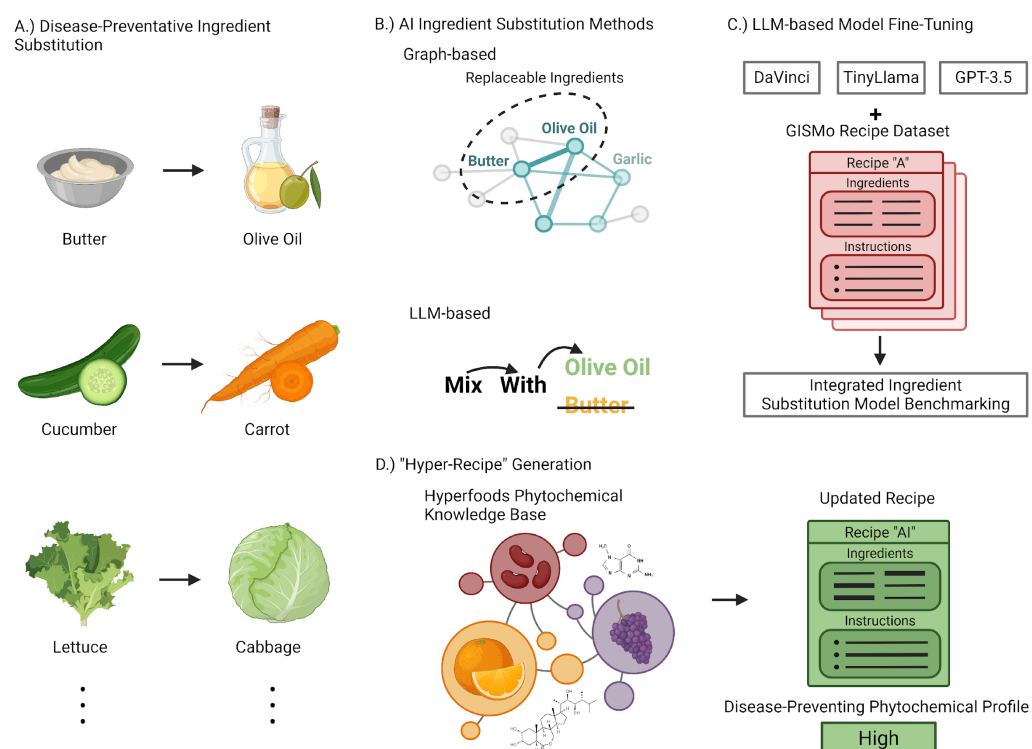 A.) Disease-Preventative Ingredient
Substitution
Butter
Olive Oil
Cucumber
Carrot
Lettuce
Cabbage
B.) AI Ingredient Substitution Methods
Graph-based
Replaceable Ingredients
Olive Oil
Butter
Garlic
LLM-based
Mix With
Olive Oil
Butter
C.) LLM-based Model Fine-Tuning
DaVinci
TinyLlama
GPT-3.5
+
GISMo Recipe Dataset
Recipe "A"
Ingredients
Instructions
Integrated Ingredient
Substitution Model Benchmarking
D.) "Hyper-Recipe" Generation
Hyperfoods Phytochemical
Knowledge Base
Updated Recipe
Recipe "AI"
Ingredients
Instructions
Disease-Preventing Phytochemical Profile
High